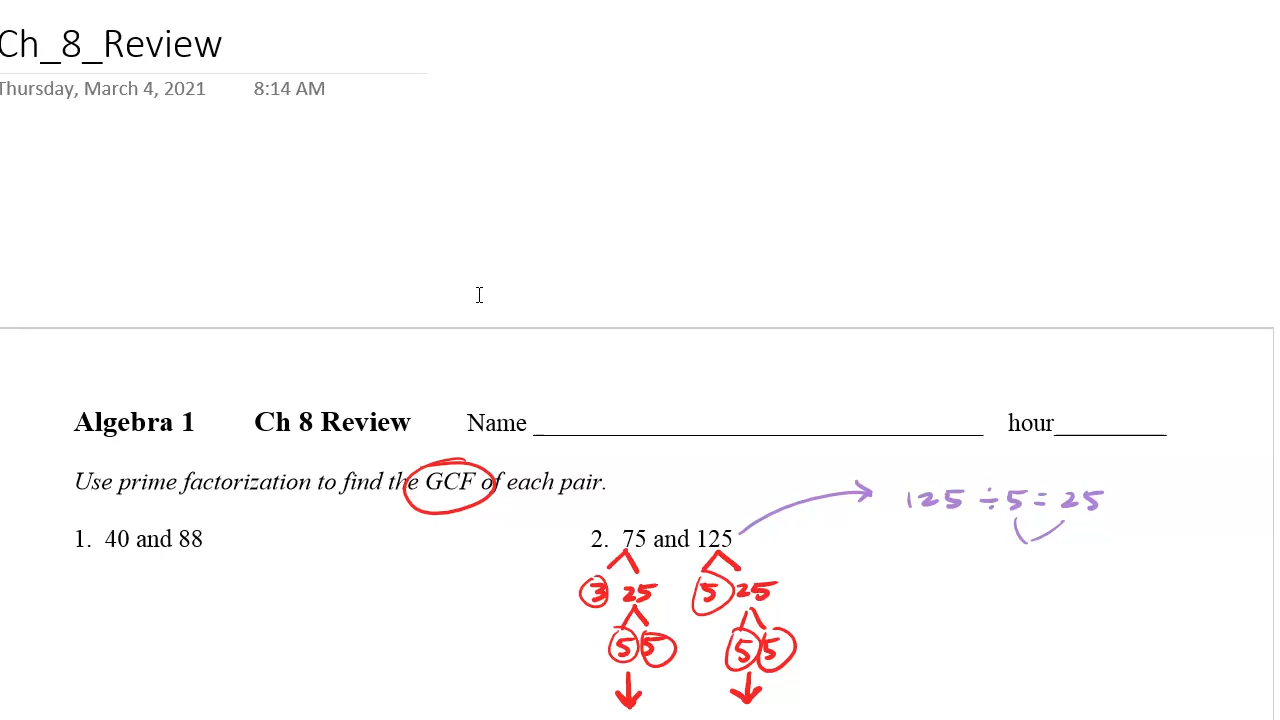 Ch_8_Review
Thursday, March 4, 2021 8:14 AM
Algebra 1 Ch 8 Review Name ______ hour______
Use prime factorization to find the GCF of each pair.
125 ÷ 5 = 25
1. 40 and 88 2. 75 and 125
3 25 5 25
5 5 5 5